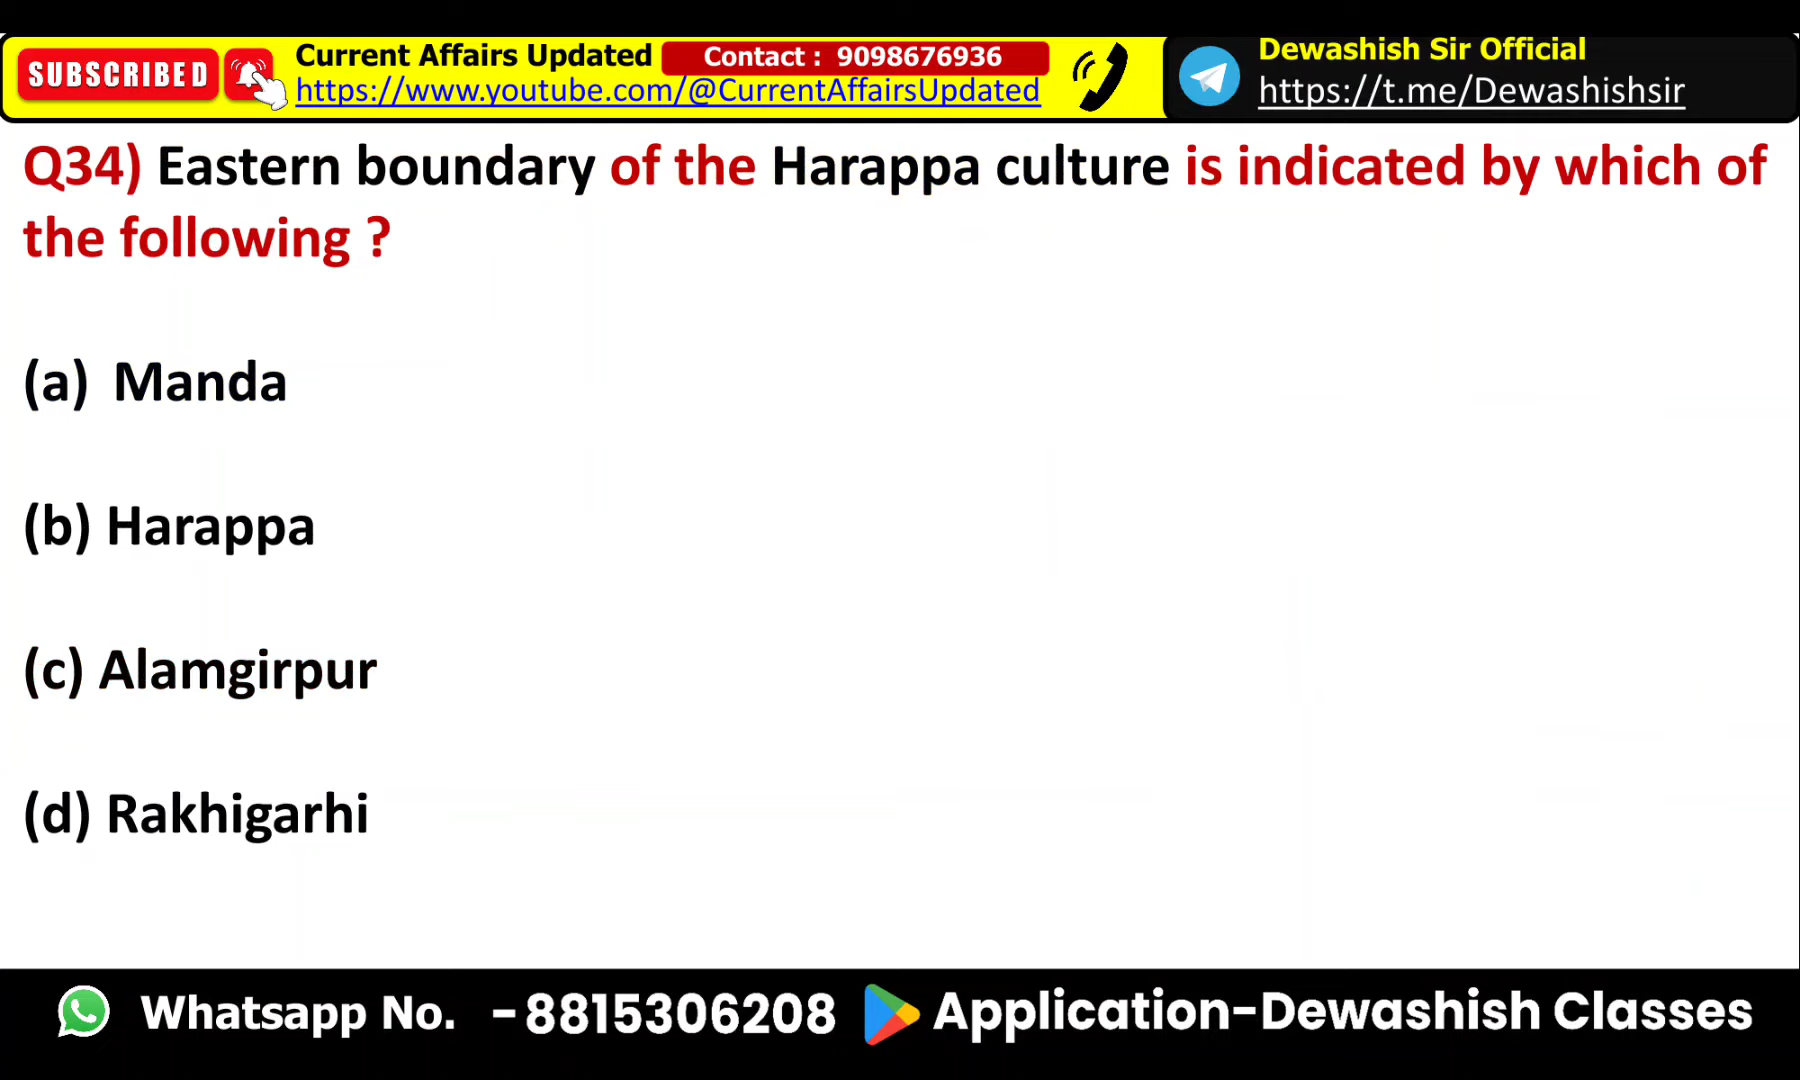 SUBSCRIBED
Current Affairs Updated
Contact : 9098676936
https://www.youtube.com/@CurrentAffairsUpdated
Dewashish Sir Official
https://t.me/Dewashishsir
Q34) Eastern boundary of the Harappa culture is indicated by which of
the following ?
(a) Manda
(b) Harappa
(c) Alamgirpur
(d) Rakhigarhi
Whatsapp No. -8815306208
Application-Dewashish Classes